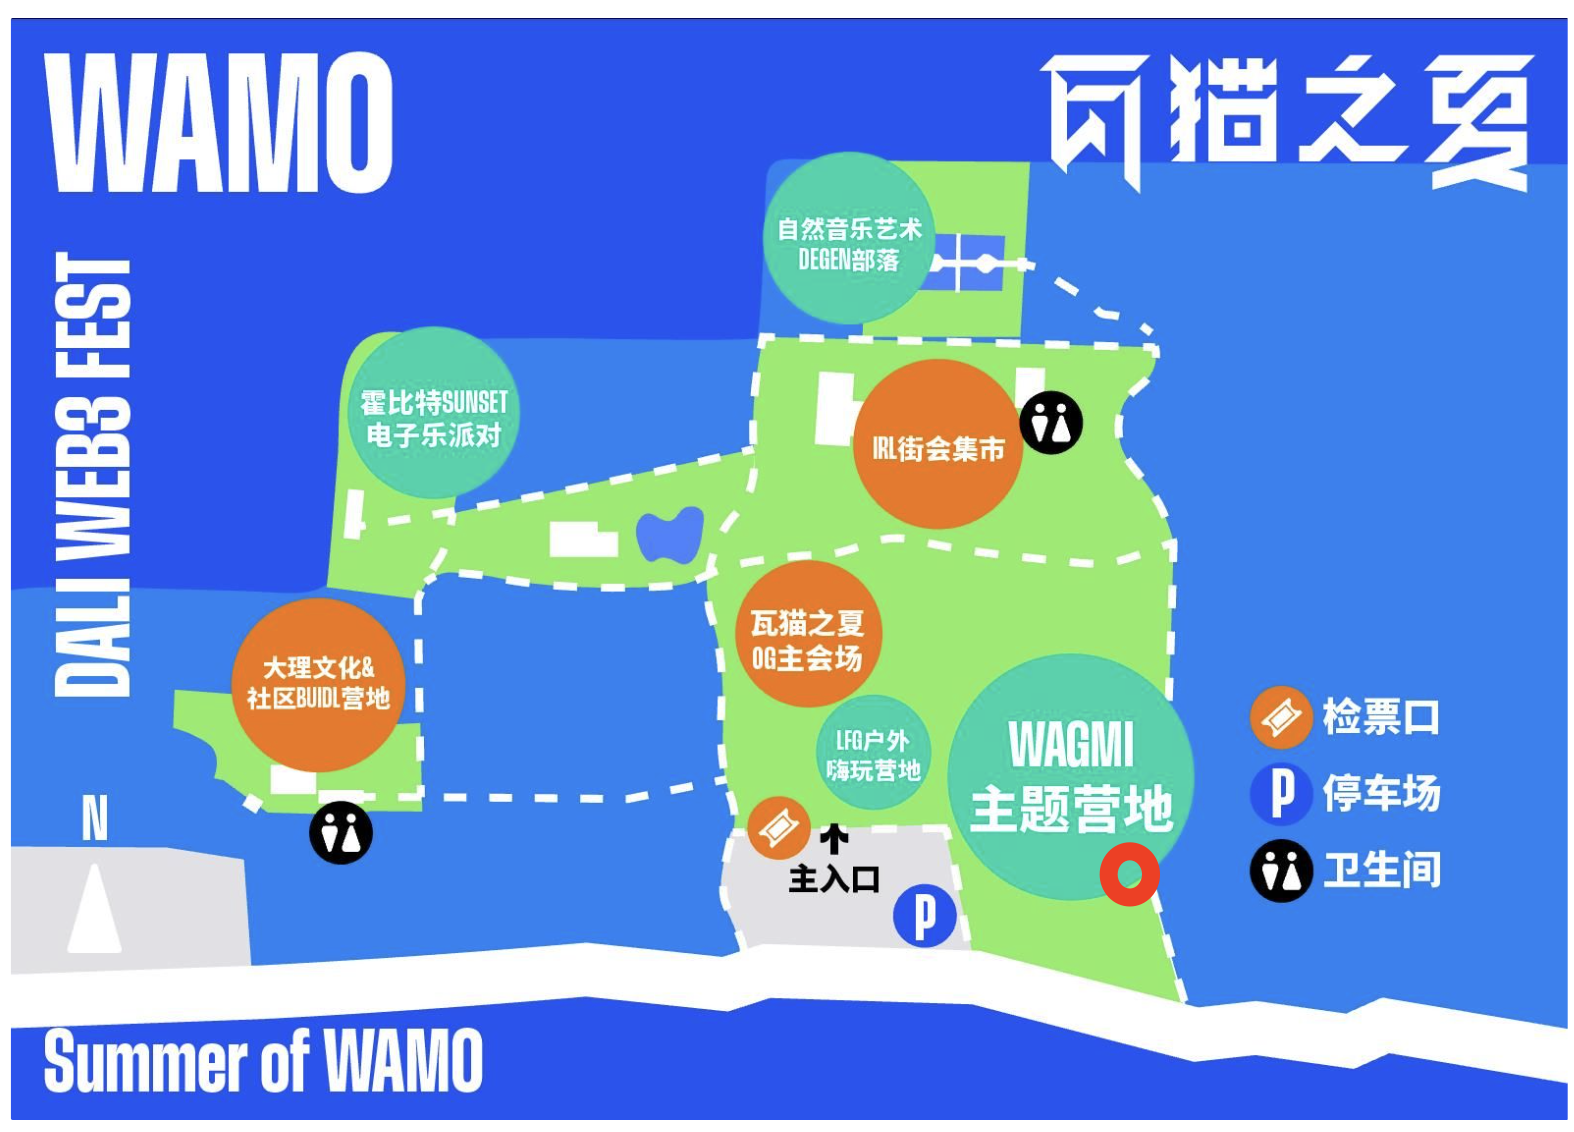 WAMO
瓦猫之夏
DALI WEB3 FEST
自然音乐艺术
DEGEN部落
霍比特SUNSET
电子乐派对
IRL街会集市
瓦猫之夏
OG主会场
大理文化&
社区BUIDL营地
LFG户外
嗨玩营地
WAGMI
主题营地
主入口
P
检票口
P 停车场
卫生间
N
Summer of WAMO